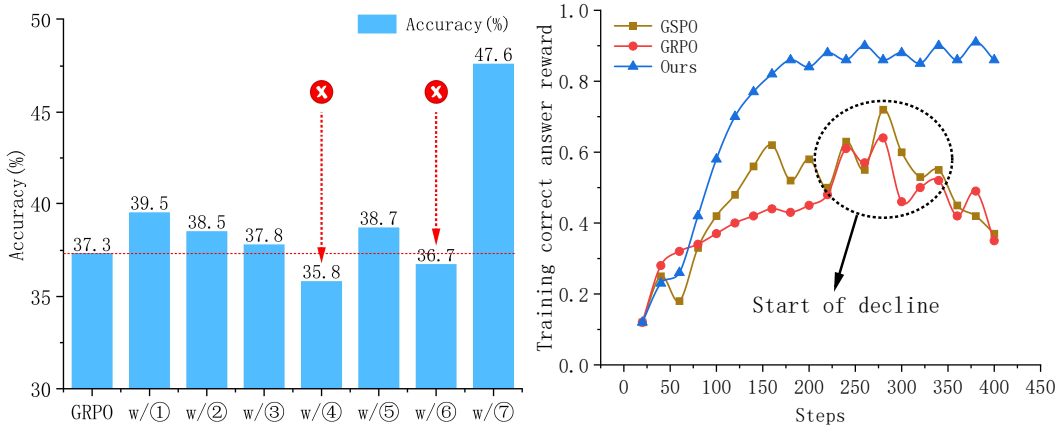 50
45
40
35
30
Accuracy(%)
Accuracy(%)
37.3
39.5
38.5
37.8
35.8
38.7
36.7
47.6
x
x
GRPO
w/①
w/②
w/③
w/④
w/⑤
w/⑥
w/⑦
1.0
0.8
0.6
0.4
0.2
0.0
Training correct answer reward
GSPO
GRPO
Ours
Start of decline
0
50
100
150
200
250
300
350
400
450
Steps